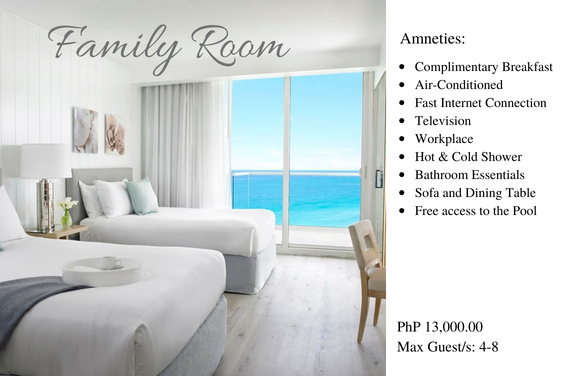 Family Room
Amneties:
Complimentary Breakfast
Air-Conditioned
Fast Internet Connection
Television
Workplace
Hot & Cold Shower
Bathroom Essentials
Sofa and Dining Table
Free access to the Pool
PhP 13,000.00
Max Guest/s: 4-8